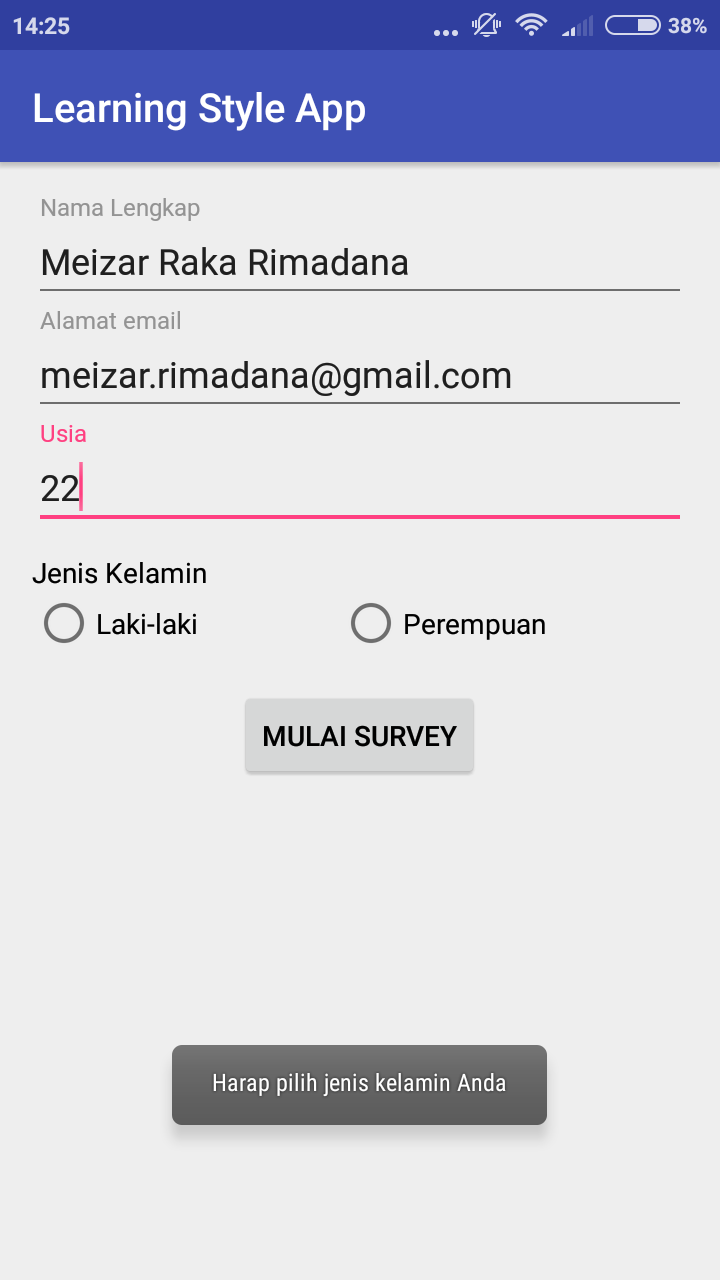 14:25
38%
Learning Style App
Nama Lengkap
Meizar Raka Rimadana
Alamat email
meizar.rimadana@gmail.com
Usia
22
Jenis Kelamin
Laki-laki
Perempuan
MULAI SURVEY
Harap pilih jenis kelamin Anda